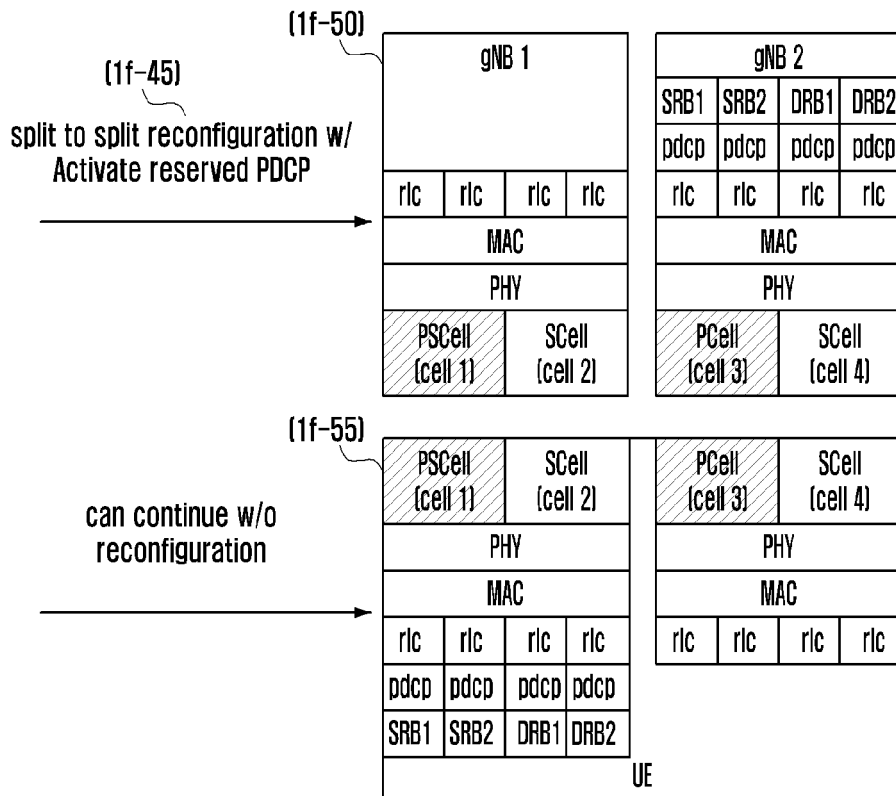 (1f-50)
gNB 1
gNB 2
(1f-45)
split to split reconfiguration w/
Activate reserved PDCP
SRB1 SRB2 DRB1 DRB2
pdcp pdcp pdcp pdcp
rlc rlc rlc rlc
rlc rlc rlc rlc
MAC
MAC
PHY
PHY
PSCell
(cell 1)
SCell
(cell 2)
PCell
(cell 3)
SCell
(cell 4)
(1f-55)
PSCell
(cell 1)
SCell
(cell 2)
PCell
(cell 3)
SCell
(cell 4)
can continue w/o
reconfiguration
PHY
PHY
MAC
MAC
rlc rlc rlc rlc
rlc rlc rlc rlc
pdcp pdcp pdcp pdcp
SRB1 SRB2 DRB1 DRB2
UE